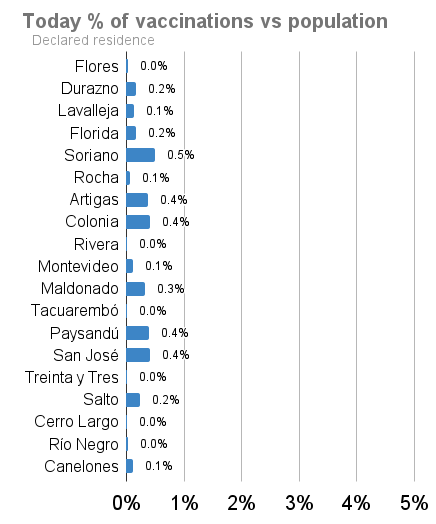 Today % of vaccinations vs population
Declared residence
Flores 0.0%
Durazno 0.2%
Lavalleja 0.1%
Florida 0.2%
Soriano 0.5%
Rocha 0.1%
Artigas 0.4%
Colonia 0.4%
Rivera 0.0%
Montevideo 0.1%
Maldonado 0.3%
Tacuarembó 0.0%
Paysandú 0.4%
San José 0.4%
Treinta y Tres 0.0%
Salto 0.2%
Cerro Largo 0.0%
Río Negro 0.0%
Canelones 0.1%
0% 1% 2% 3% 4% 5%